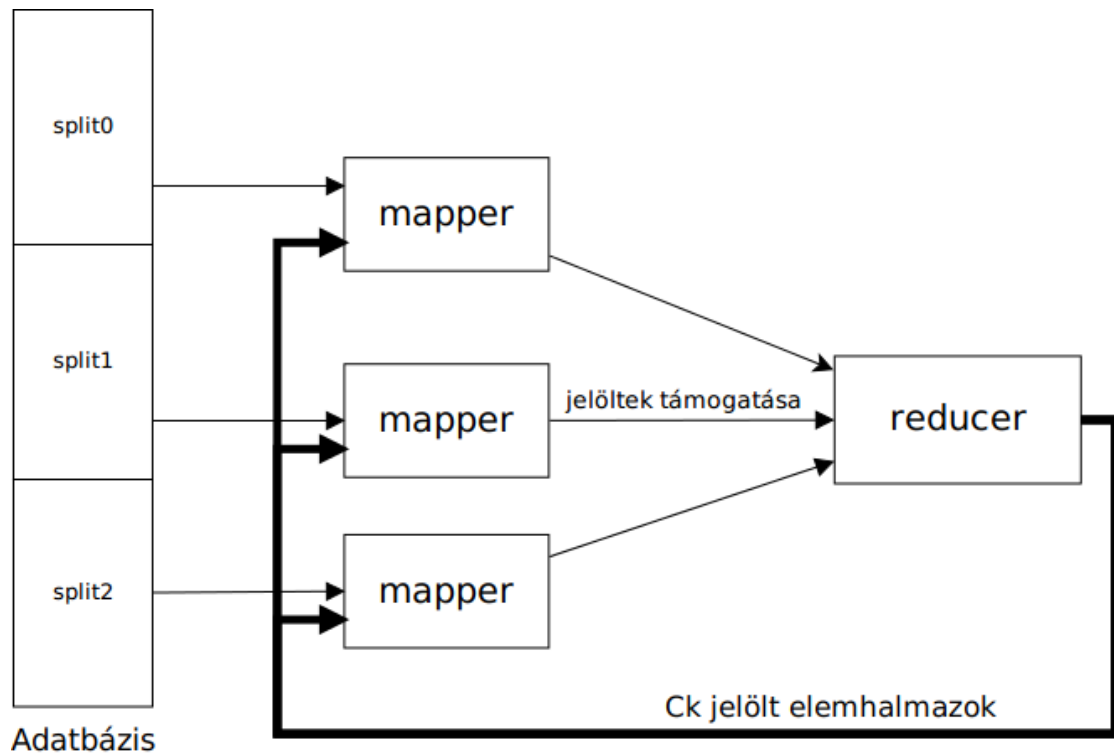 split0
split1
split2
Adatbázis
mapper
mapper
mapper
jelöltek támogatása
reducer
Ck jelölt elemhalmazok